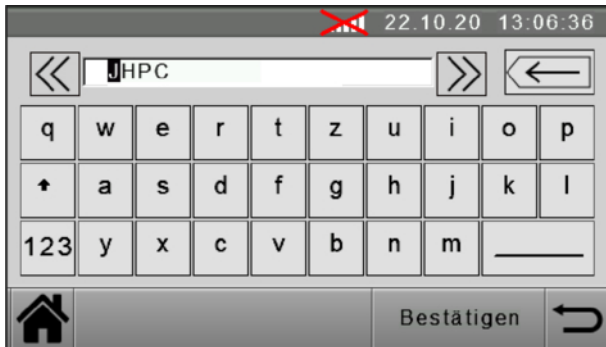 22.10.20 13:06:36
JHPC
q w e r t z u i o p
a s d f g h j k l
123 y x c v b n m
Bestätigen